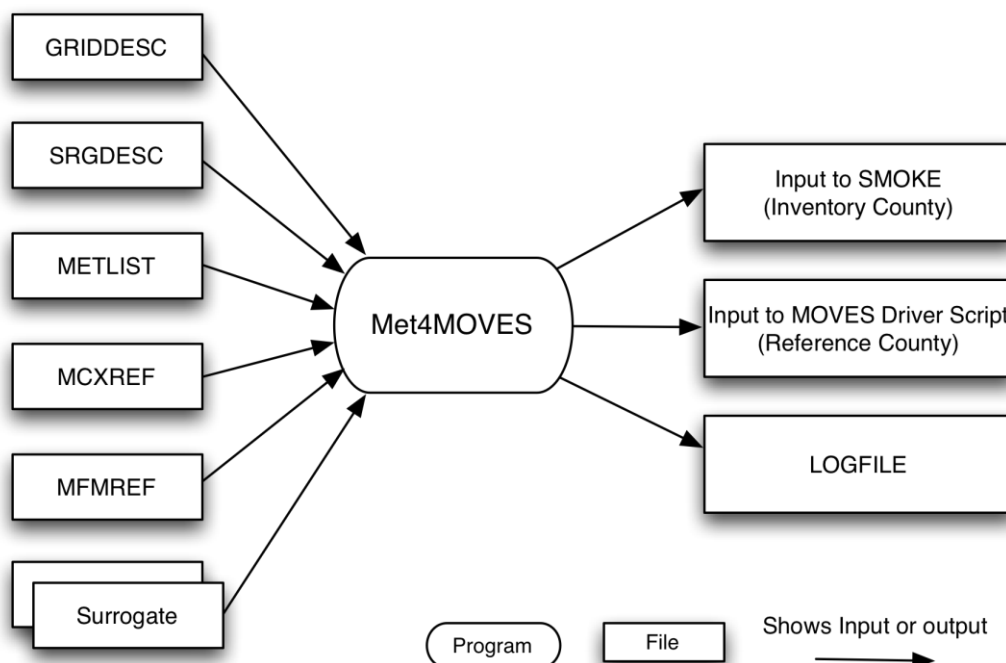 GRIDDESC
SRGDESC
METLIST
MCXREF
MFMREF
Surrogate
Met4MOVES
Input to SMOKE
(Inventory County)
Input to MOVES Driver Script
(Reference County)
LOGFILE
Program
File
Shows Input or output